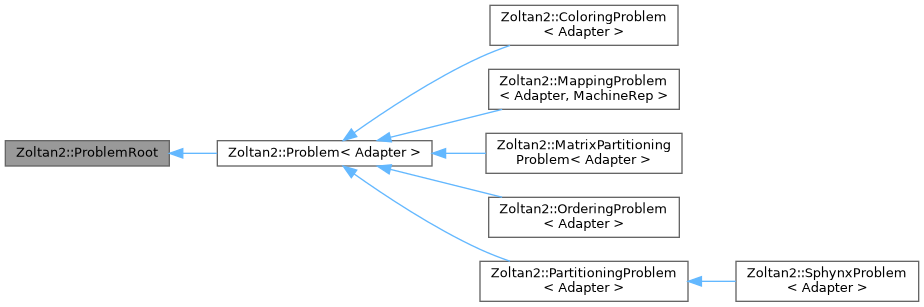 Zoltan2::ProblemRoot
Zoltan2::Problem< Adapter >
Zoltan2::ColoringProblem
< Adapter >
Zoltan2::MappingProblem
< Adapter, MachineRep >
Zoltan2::MatrixPartitioning
Problem< Adapter >
Zoltan2::OrderingProblem
< Adapter >
Zoltan2::PartitioningProblem
< Adapter >
Zoltan2::SphynxProblem
< Adapter >